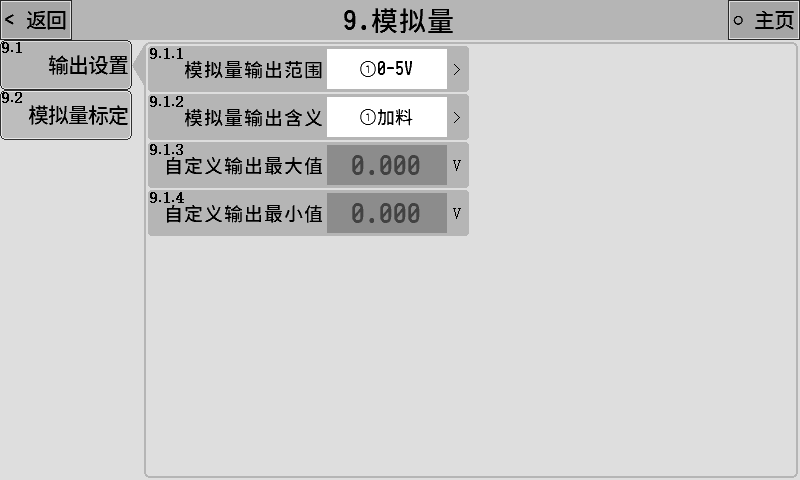 < 返回
9.模拟量
○ 主页
9.1
输出设置
9.2
模拟量标定
9.1.1
模拟量输出范围 ①0-5V >
9.1.2
模拟量输出含义 ①加料 >
9.1.3
自定义输出最大值 0.000 V
9.1.4
自定义输出最小值 0.000 V